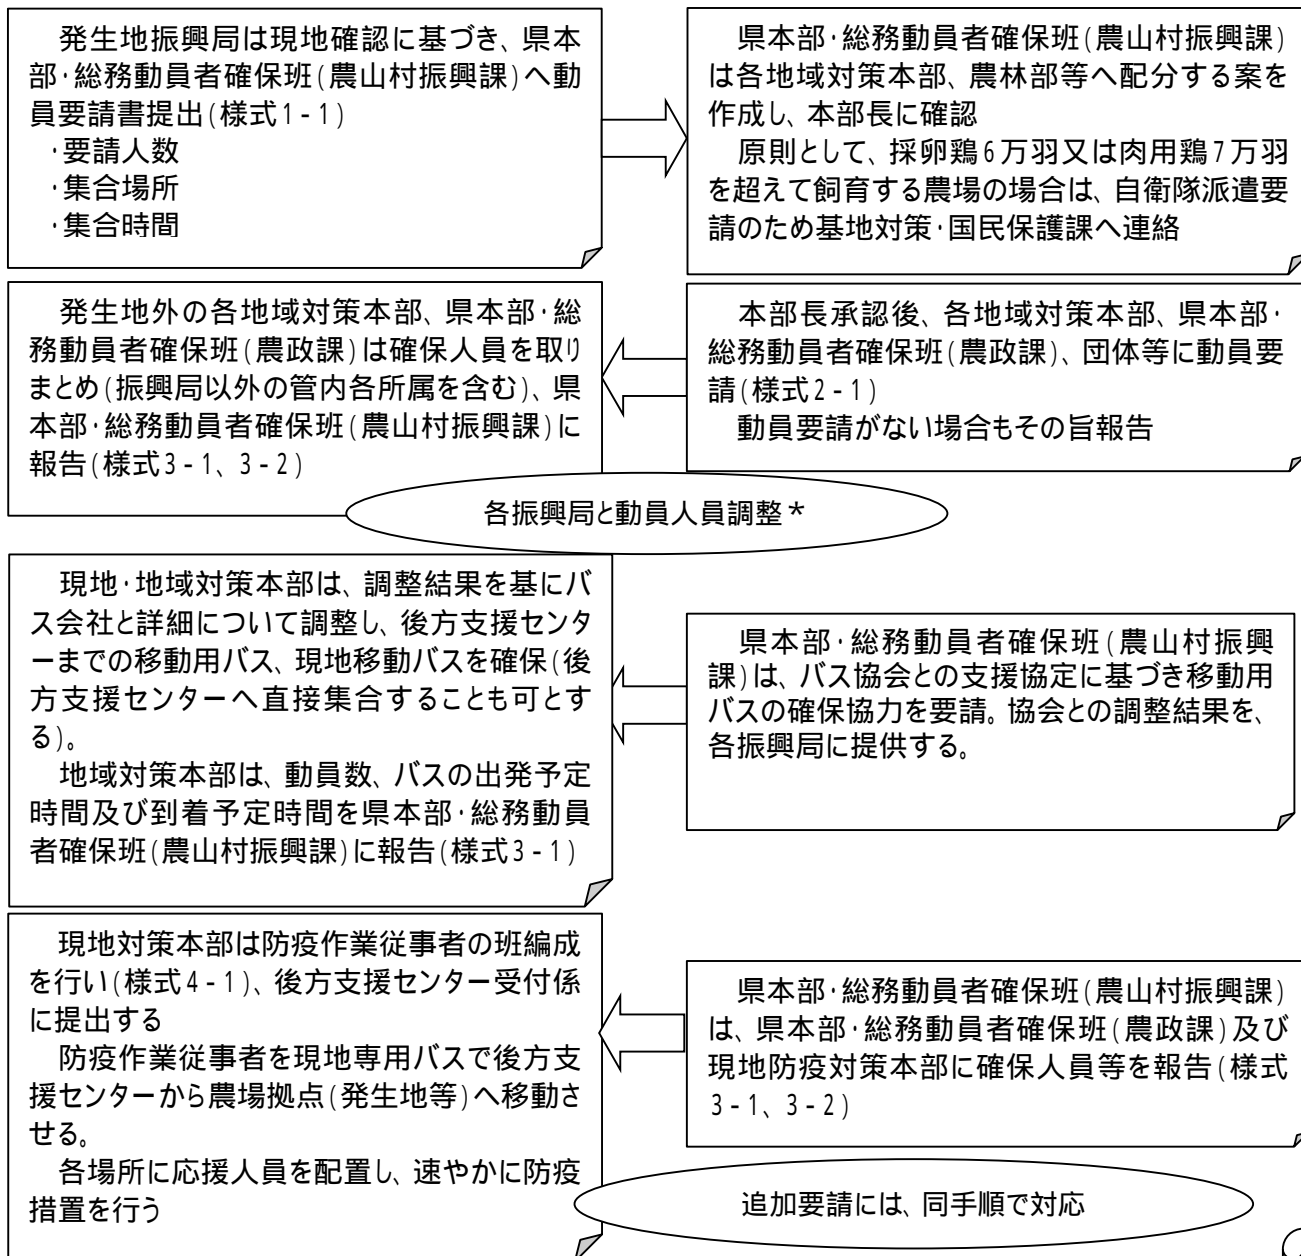 発生地振興局は現地確認に基づき、県本
部・総務動員者確保班(農山村振興課)へ動
員要請書提出(様式1-1)
・要請人数
・集合場所
・集合時間
県本部・総務動員者確保班(農山村振興課)
は各地域対策本部、農林部等へ配分する案を
作成し、本部長に確認
原則として、採卵鶏6万羽又は肉用鶏7万羽
を超えて飼育する農場の場合は、自衛隊派遣要
請のため基地対策・国民保護課へ連絡
発生地外の各地域対策本部、県本部・総
務動員者確保班(農政課)は確保人員を取り
まとめ(振興局以外の管内各所属を含む)、県
本部・総務動員者確保班(農山村振興課)に
報告(様式3-1、3-2)
本部長承認後、各地域対策本部、県本部・
総務動員者確保班(農政課)、団体等に動員要
請(様式2-1)
動員要請がない場合もその旨報告
各振興局と動員人員調整*
現地・地域対策本部は、調整結果を基にバ
ス会社と詳細について調整し、後方支援センタ
ーまでの移動用バス、現地移動バスを確保(後
方支援センターへ直接集合することも可とす
る)。
地域対策本部は、動員数、バスの出発予定
時間及び到着予定時間を県本部・総務動員
者確保班(農山村振興課)に報告(様式3-1)
県本部・総務動員者確保班(農山村振興
課)は、バス協会との支援協定に基づき移動用
バスの確保協力を要請。協会との調整結果を、
各振興局に提供する。
現地対策本部は防疫作業従事者の班編成
を行い(様式4-1)、後方支援センター受付係
に提出する
防疫作業従事者を現地専用バスで後方支
援センターから農場拠点(発生地等)へ移動さ
せる。
各場所に応援人員を配置し、速やかに防疫
措置を行う
県本部・総務動員者確保班(農山村振興課)
は、県本部・総務動員者確保班(農政課)及び
現地防疫対策本部に確保人員等を報告(様式
3-1、3-2)
追加要請には、同手順で対応